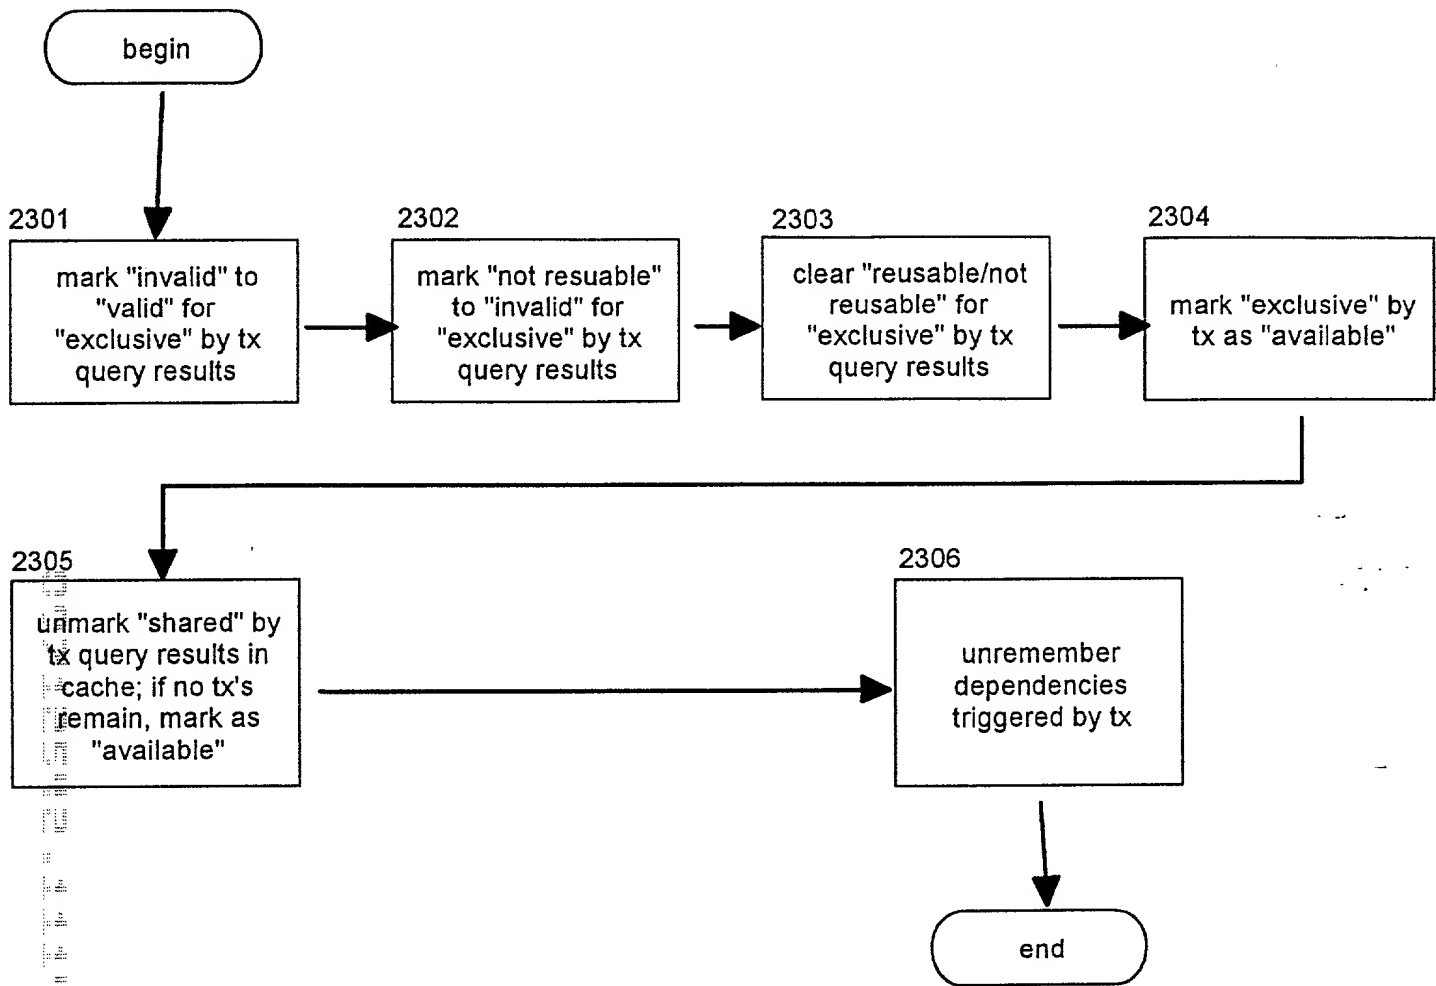 begin
2301
mark "invalid" to
"valid" for
"exclusive" by tx
query results
2302
mark "not resuable"
to "invalid" for
"exclusive" by tx
query results
2303
clear "reusable/not
reusable" for
"exclusive" by tx
query results
2304
mark "exclusive" by
tx as "available"
2305
unmark "shared" by
tx query results in
cache; if no tx's
remain, mark as
"available"
2306
unremember
dependencies
triggered by tx
end